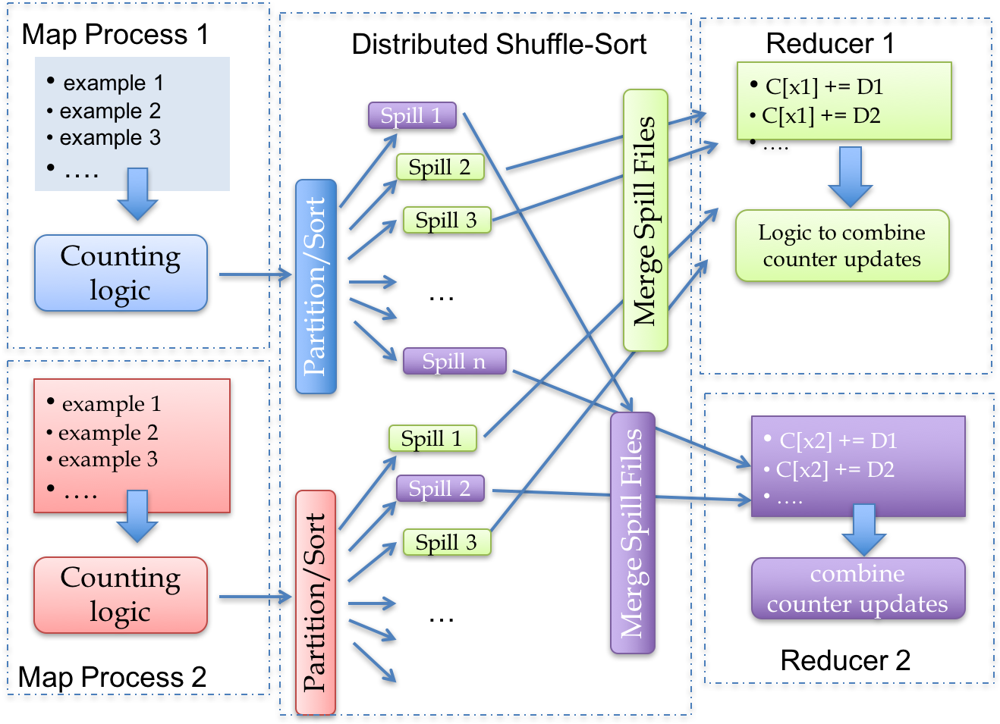 Map Process 1
• example 1
• example 2
• example 3
• ....
Counting
logic
Map Process 2
• example 1
• example 2
• example 3
• ....
Counting
logic
Distributed Shuffle-Sort
Partition/Sort
Spill 1
Spill 2
Spill 3
...
Spill n
Merge Spill Files
Partition/Sort
Spill 1
Spill 2
Spill 3
...
Merge Spill Files
Reducer 1
• C[x1] += D1
• C[x1] += D2
• ....
Logic to combine
counter updates
• C[x2] += D1
• C[x2] += D2
• ....
combine
counter updates
Reducer 2